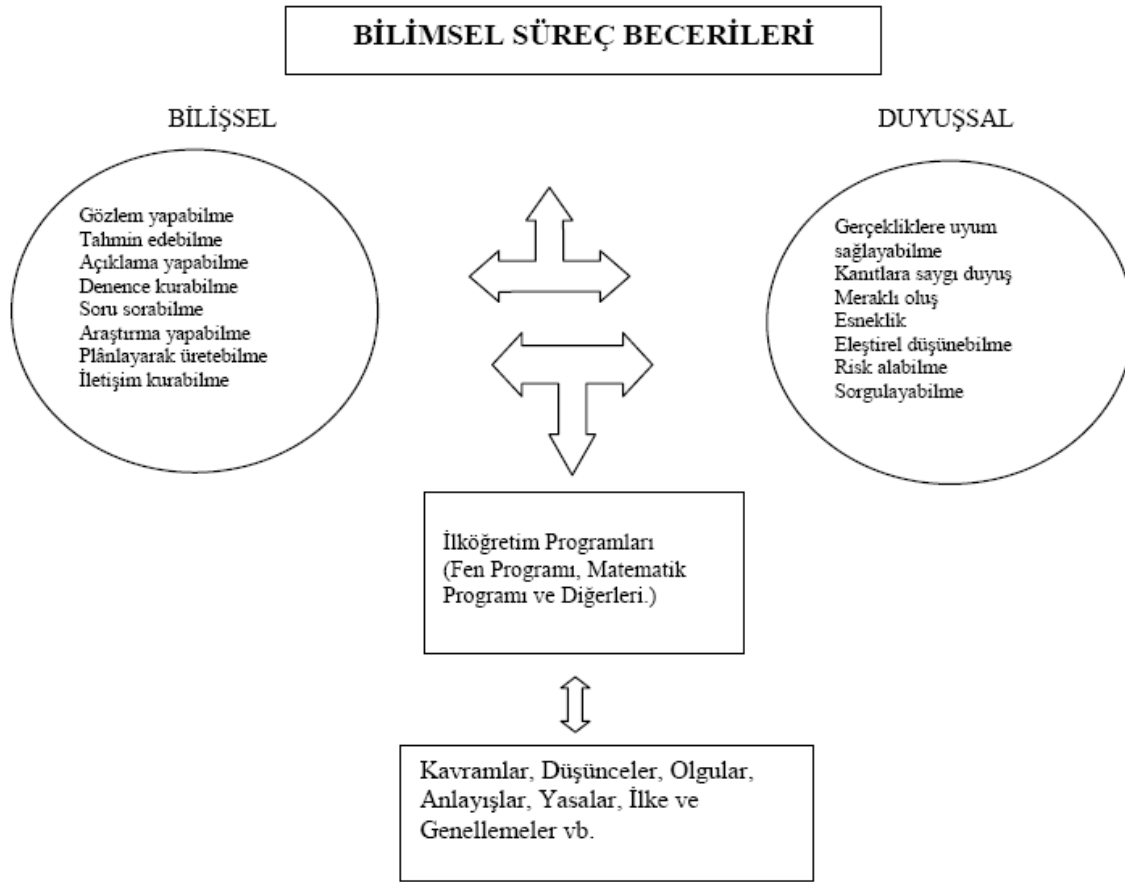 BİLİMSEL SÜREÇ BECERİLERİ
BİLİŞSEL
Gözlem yapabilme
Tahmin edebilme
Açıklama yapabilme
Denence kurabilme
Soru sorabilme
Araştırma yapabilme
Plânlayarak üretebilme
İletişim kurabilme
DUYUŞSAL
Gerçekliklere uyum
sağlayabilme
Kanıtlara saygı duyuş
Meraklı oluş
Esneklik
Eleştirel düşünebilme
Risk alabilme
Sorgulayabilme
İlköğretim Programları
(Fen Programı, Matematik
Programı ve Diğerleri.)
Kavramlar, Düşünceler, Olgular,
Anlayışlar, Yasalar, İlke ve
Genellemeler vb.